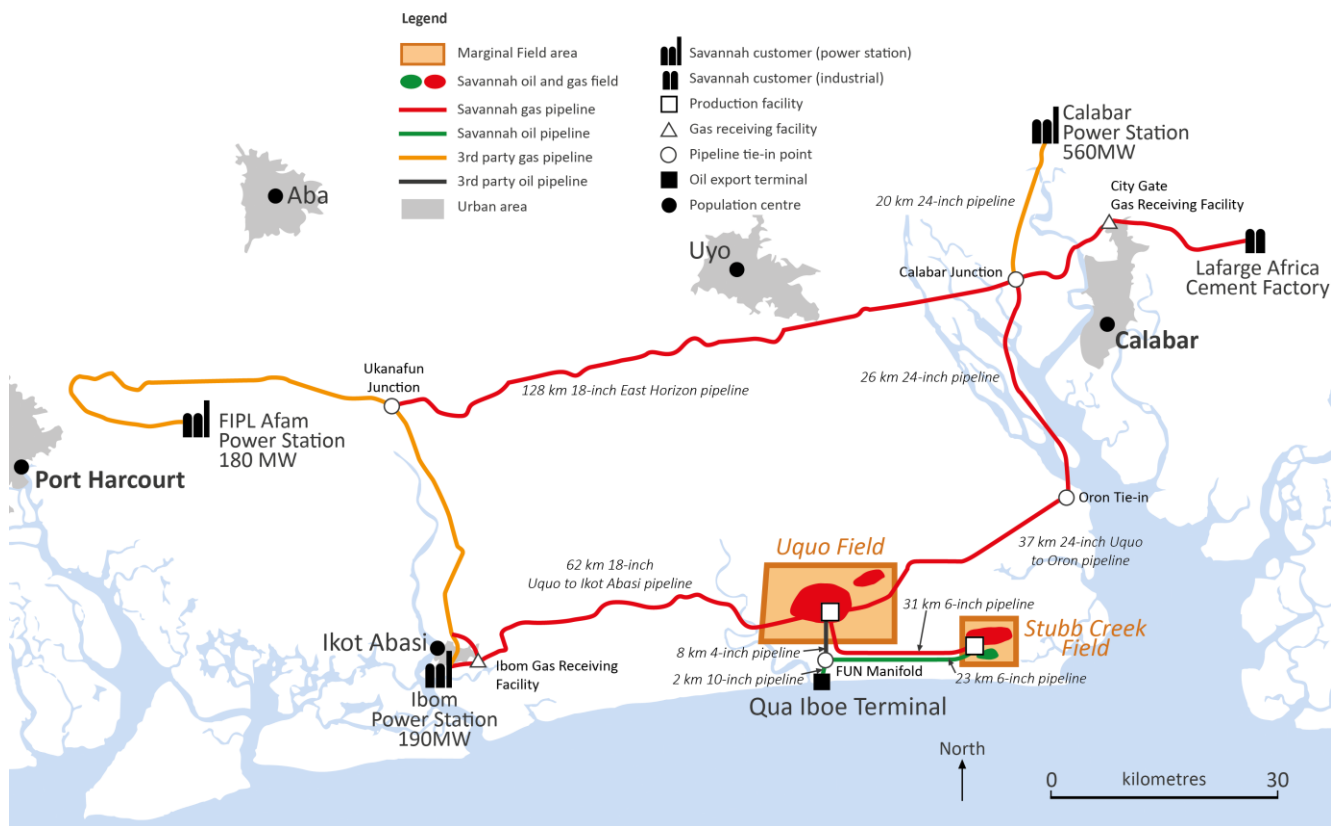 Legend
Marginal Field area
Savannah oil and gas field
Savannah gas pipeline
Savannah oil pipeline
3rd party gas pipeline
3rd party oil pipeline
Urban area
Savannah customer (power station)
Savannah customer (industrial)
Production facility
Gas receiving facility
Pipeline tie-in point
Oil export terminal
Population centre
Calabar
Power Station
560MW
Aba
City Gate
Gas Receiving Facility
20 km 24-inch pipeline
Uyo
Calabar Junction
Lafarge Africa
Cement Factory
Calabar
Ukanafun
Junction
128 km 18-inch East Horizon pipeline
26 km 24-inch pipeline
FIPL Afam
Power Station
180 MW
Port Harcourt
Oron Tie-in
Uquo Field
37 km 24-inch Uquo
to Oron pipeline
62 km 18-inch
Uquo to Ikot Abasi pipeline
31 km 6-inch pipeline
Stubb Creek
Field
Ikot Abasi
8 km 4-inch pipeline
Ibom Gas Receiving
Facility
FUN Manifold
2 km 10-inch pipeline
23 km 6-inch pipeline
Ibom
Power Station
190MW
Qua Iboe Terminal
North
0 kilometres 30